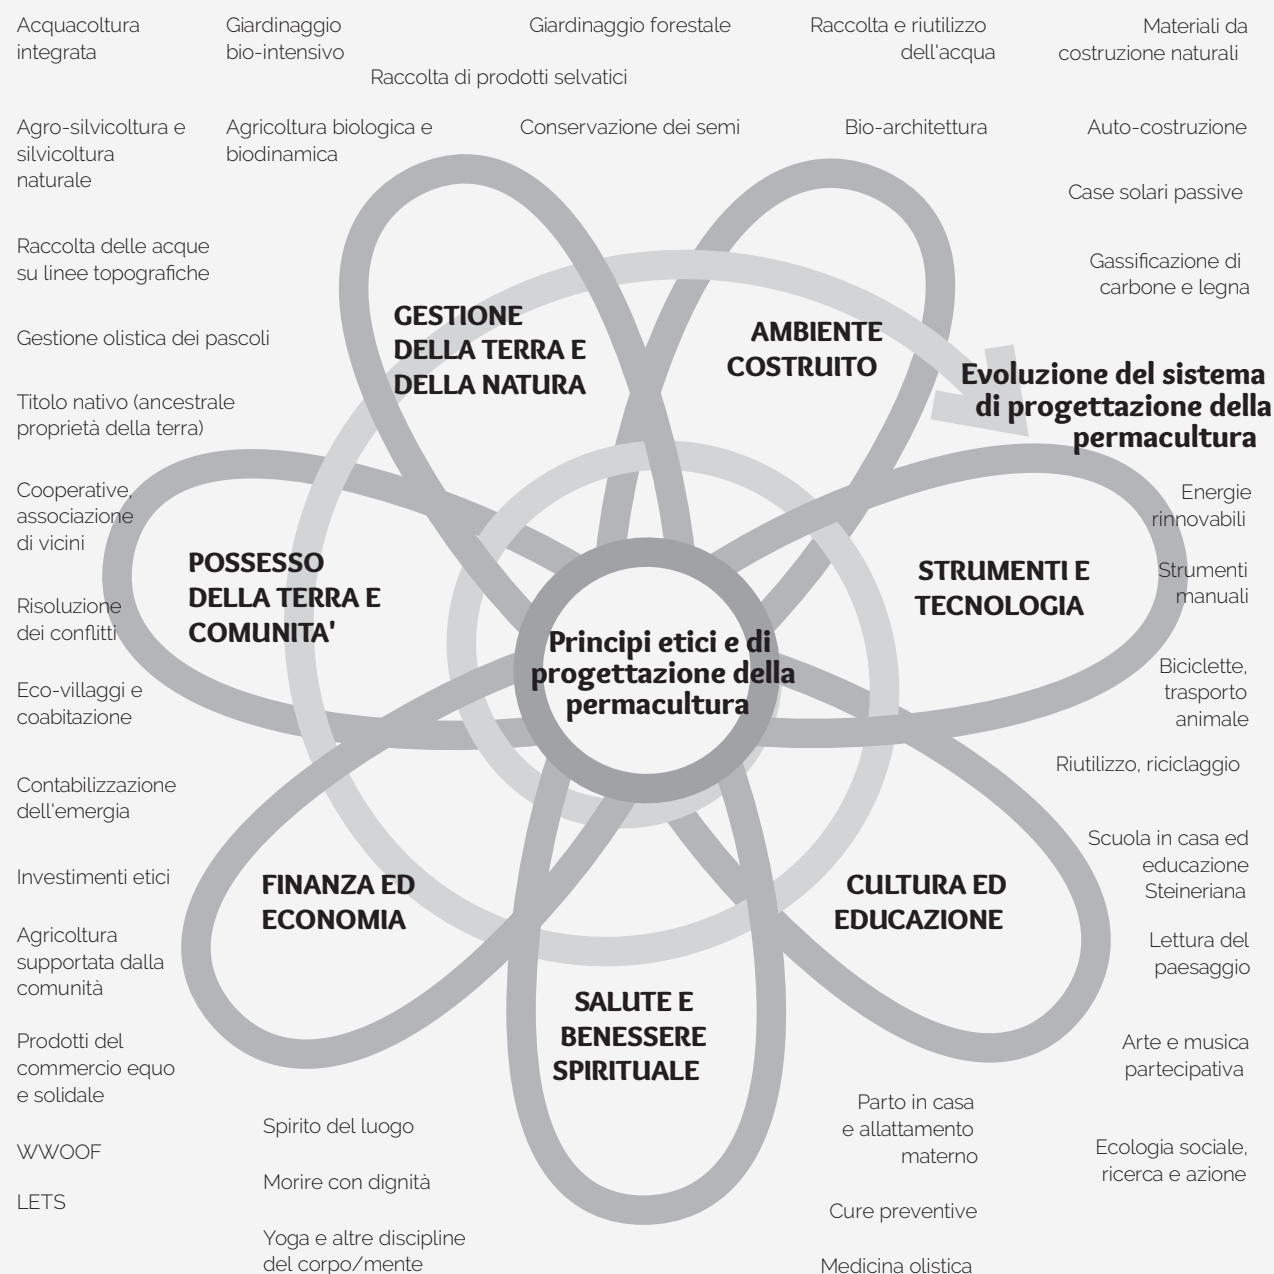 Acquacoltura
integrata
Giardinaggio
bio-intensivo
Giardinaggio forestale
Raccolta e riutilizzo
dell'acqua
Materiali da
costruzione naturali
Raccolta di prodotti selvatici
Agro-silvicoltura e
silvicoltura
naturale
Agricoltura biologica e
biodinamica
Conservazione dei semi
Bio-architettura
Auto-costruzione
Case solari passive
Raccolta delle acque
su linee topografiche
Gassificazione di
carbone e legna
GESTIONE
DELLA TERRA E
DELLA NATURA
AMBIENTE
COSTRUITO
Gestione olistica dei pascoli
Evoluzione del sistema
di progettazione della
permacultura
Titolo nativo (ancestrale
proprietà della terra)
Cooperative,
associazione
di vicini
Energie
rinnovabili
POSSESSO
DELLA TERRA E
COMUNITA'
STRUMENTI E
TECNOLOGIA
Strumenti
manuali
Risoluzione
dei conflitti
Principi etici e di
progettazione della
permacultura
Biciclette,
trasporto
animale
Eco-villaggi e
coabitazione
Riutilizzo, riciclaggio
Contabilizzazione
dell'emergia
Scuola in casa ed
educazione
Steineriana
Investimenti etici
FINANZA ED
ECONOMIA
CULTURA ED
EDUCAZIONE
Agricoltura
supportata dalla
comunità
Lettura del
paesaggio
SALUTE E
BENESSERE
SPIRITUALE
Prodotti del
commercio equo
e solidale
Arte e musica
partecipativa
Parto in casa
e allattamento
materno
Spirito del luogo
WWOOF
Ecologia sociale,
ricerca e azione
Morire con dignità
LETS
Cure preventive
Yoga e altre discipline
del corpo/mente
Medicina olistica